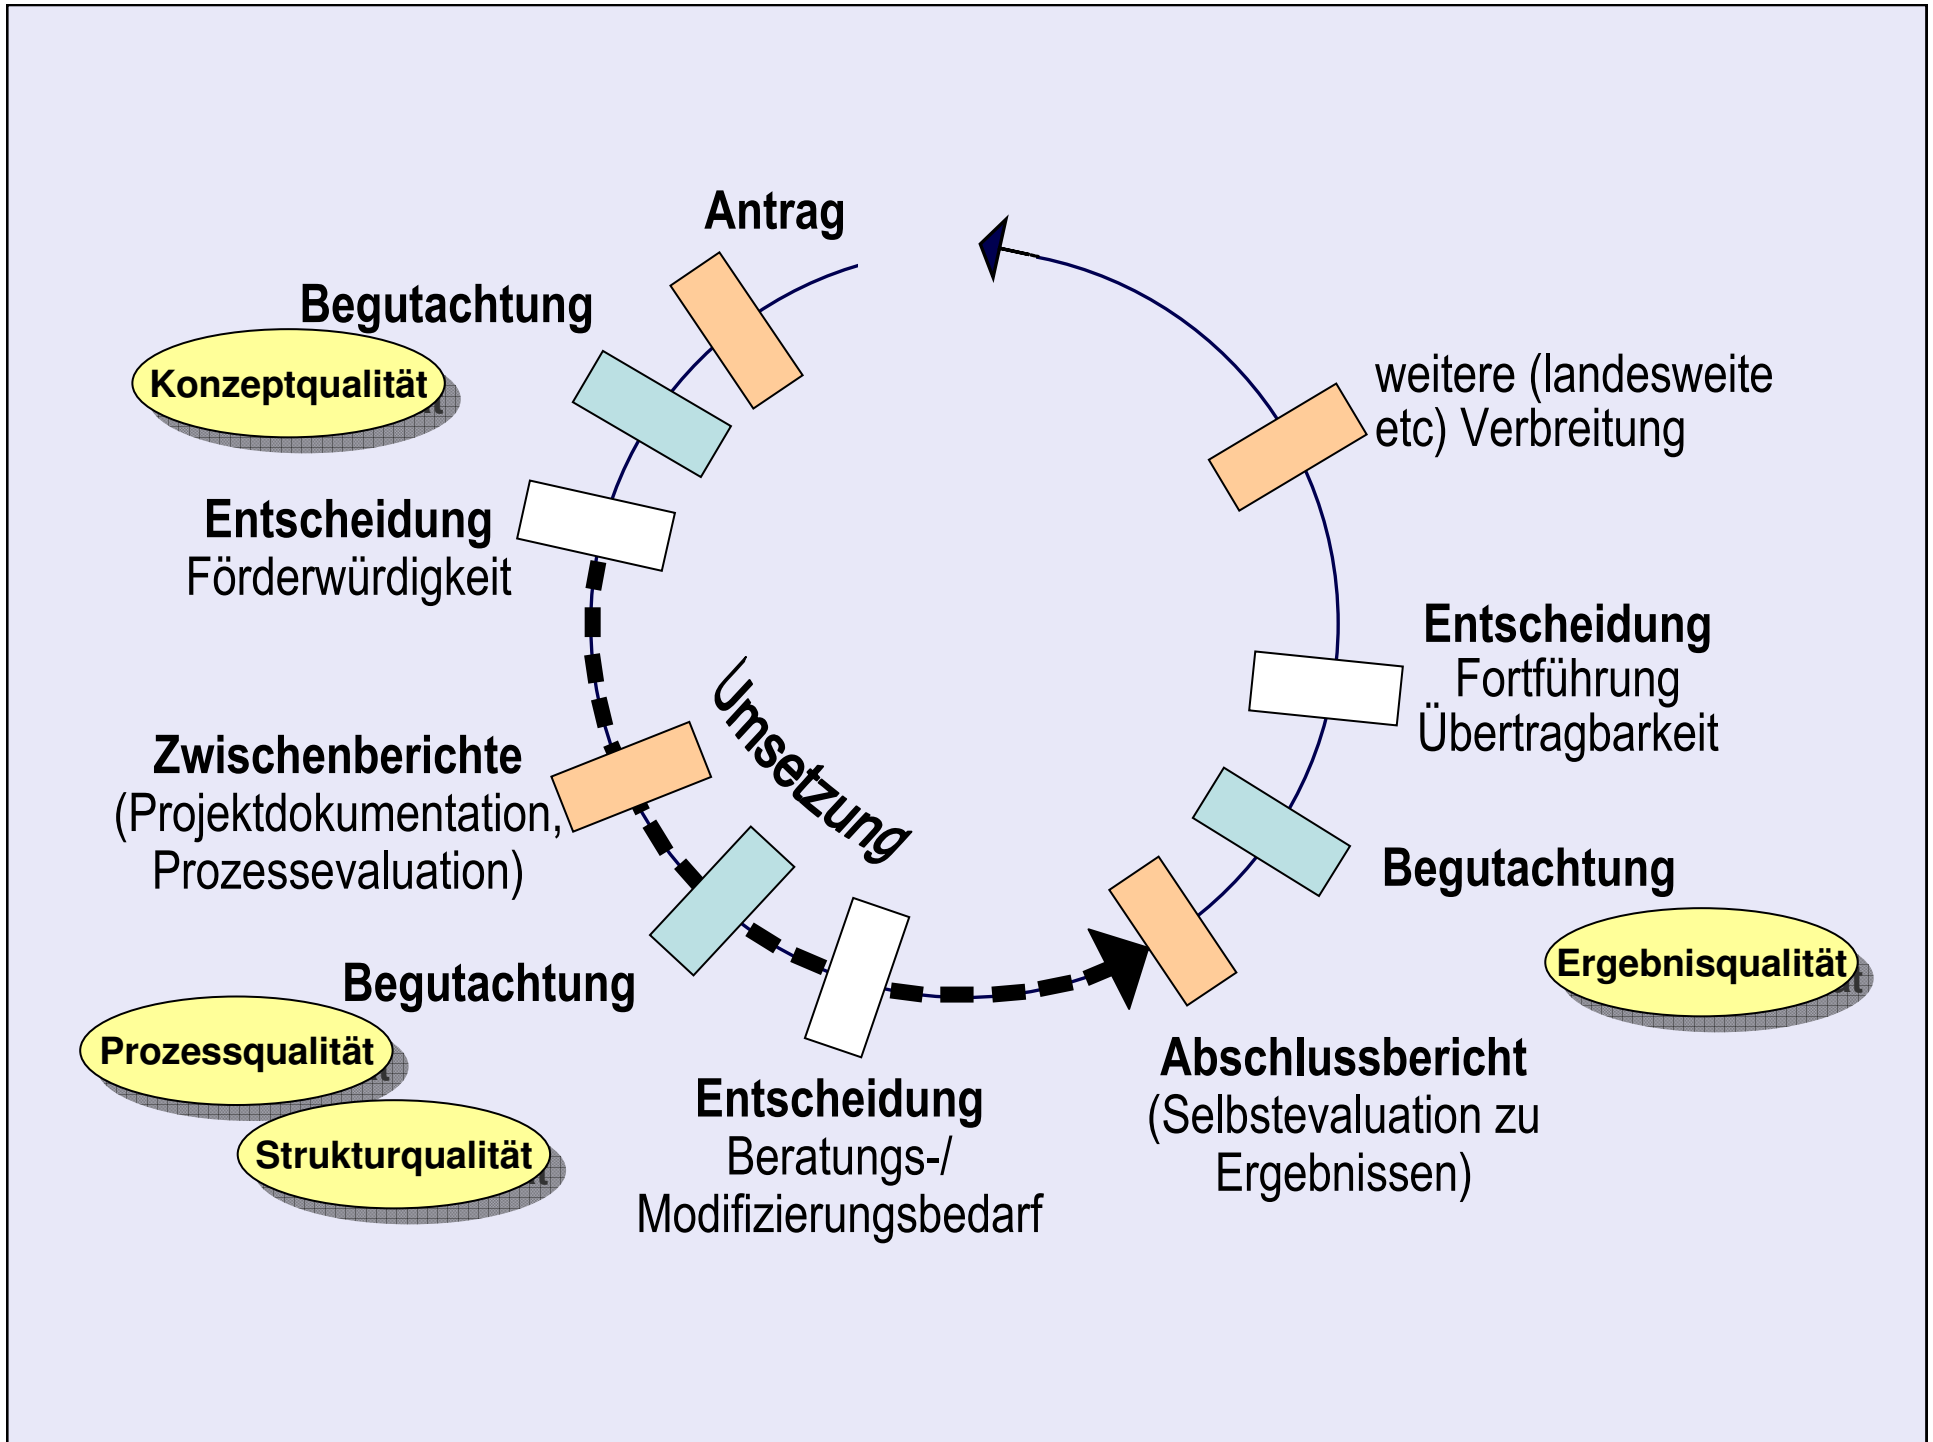 Antrag
Begutachtung
Konzeptqualität
Entscheidung
Förderwürdigkeit
Zwischenberichte
(Projektdokumentation,
Prozessevaluation)
Umsetzung
Begutachtung
Prozessqualität
Strukturqualität
Entscheidung
Beratungs-/
Modifizierungsbedarf
Abschlussbericht
(Selbstevaluation zu
Ergebnissen)
Begutachtung
Ergebnisqualität
Entscheidung
Fortführung
Übertragbarkeit
weitere (landesweite
etc) Verbreitung